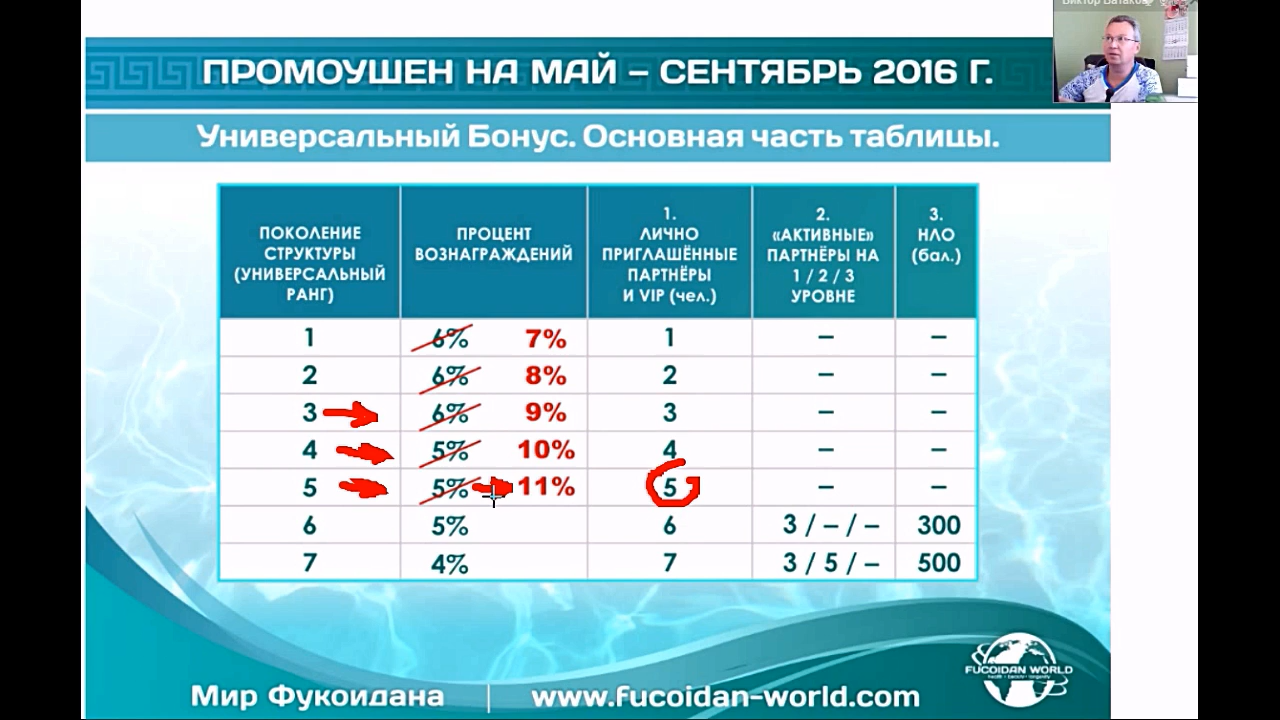 Виктор Ватаков
ПРОМОУШЕН НА МАЙ – СЕНТЯБРЬ 2016 Г.
Универсальный Бонус. Основная часть таблицы.
ПОКОЛЕНИЕ СТРУКТУРЫ (УНИВЕРСАЛЬНЫЙ РАНГ)
ПРОЦЕНТ ВОЗНАГРАЖДЕНИЙ
1. ЛИЧНО ПРИГЛАШЁННЫЕ ПАРТНЁРЫ И VIP (чел.)
2. «АКТИВНЫЕ» ПАРТНЁРЫ НА 1 / 2 / 3 УРОВНЕ
3. НЛО (бал.)
1 6% 7% 1 – –
2 6% 8% 2 – –
3 6% 9% 3 – –
4 5% 10% 4 – –
5 5% 11% 5 – –
6 5% 6 3 / – / – 300
7 4% 7 3 / 5 / – 500
FUCOIDAN WORLD
Мир Фукоидана | www.fucoidan-world.com